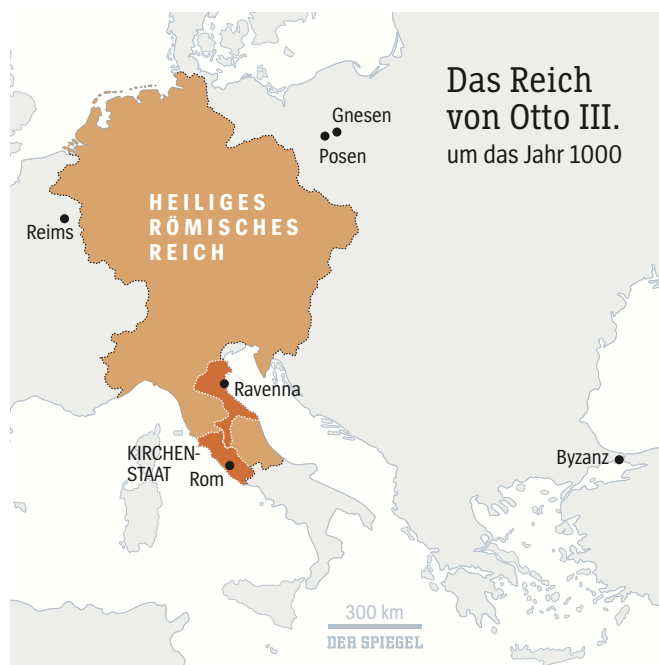 Das Reich
von Otto III.
um das Jahr 1000
Gnesen
Posen
HEILIGES
RÖMISCHES
REICH
Reims
Ravenna
KIRCHEN-
STAAT
Rom
Byzanz
300 km
DER SPIEGEL